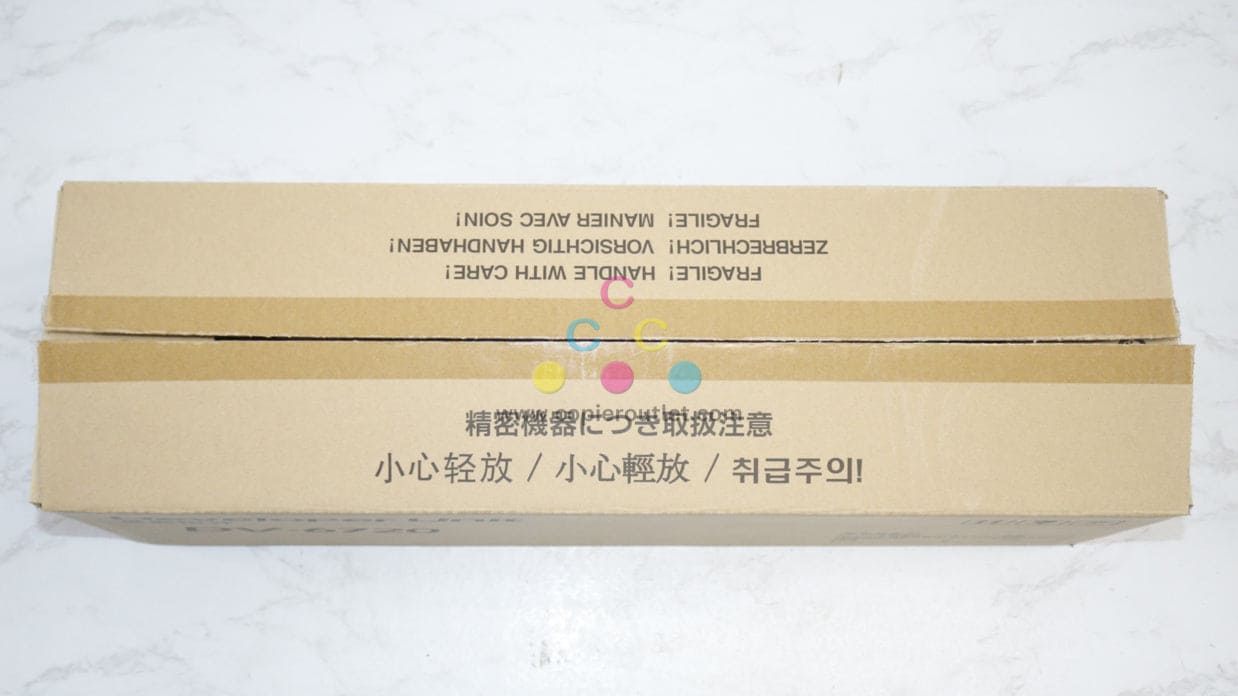 FRAGILE! MANIER AVEC SOIN!
ZERBRECHLICH! VORSICHTIG HANDHABEN!
FRAGILE! HANDLE WITH CARE!
C
C C
www.copieroutlet.com
精密機器につき取扱注意
小心轻放 / 小心輕放 / 취급주의!